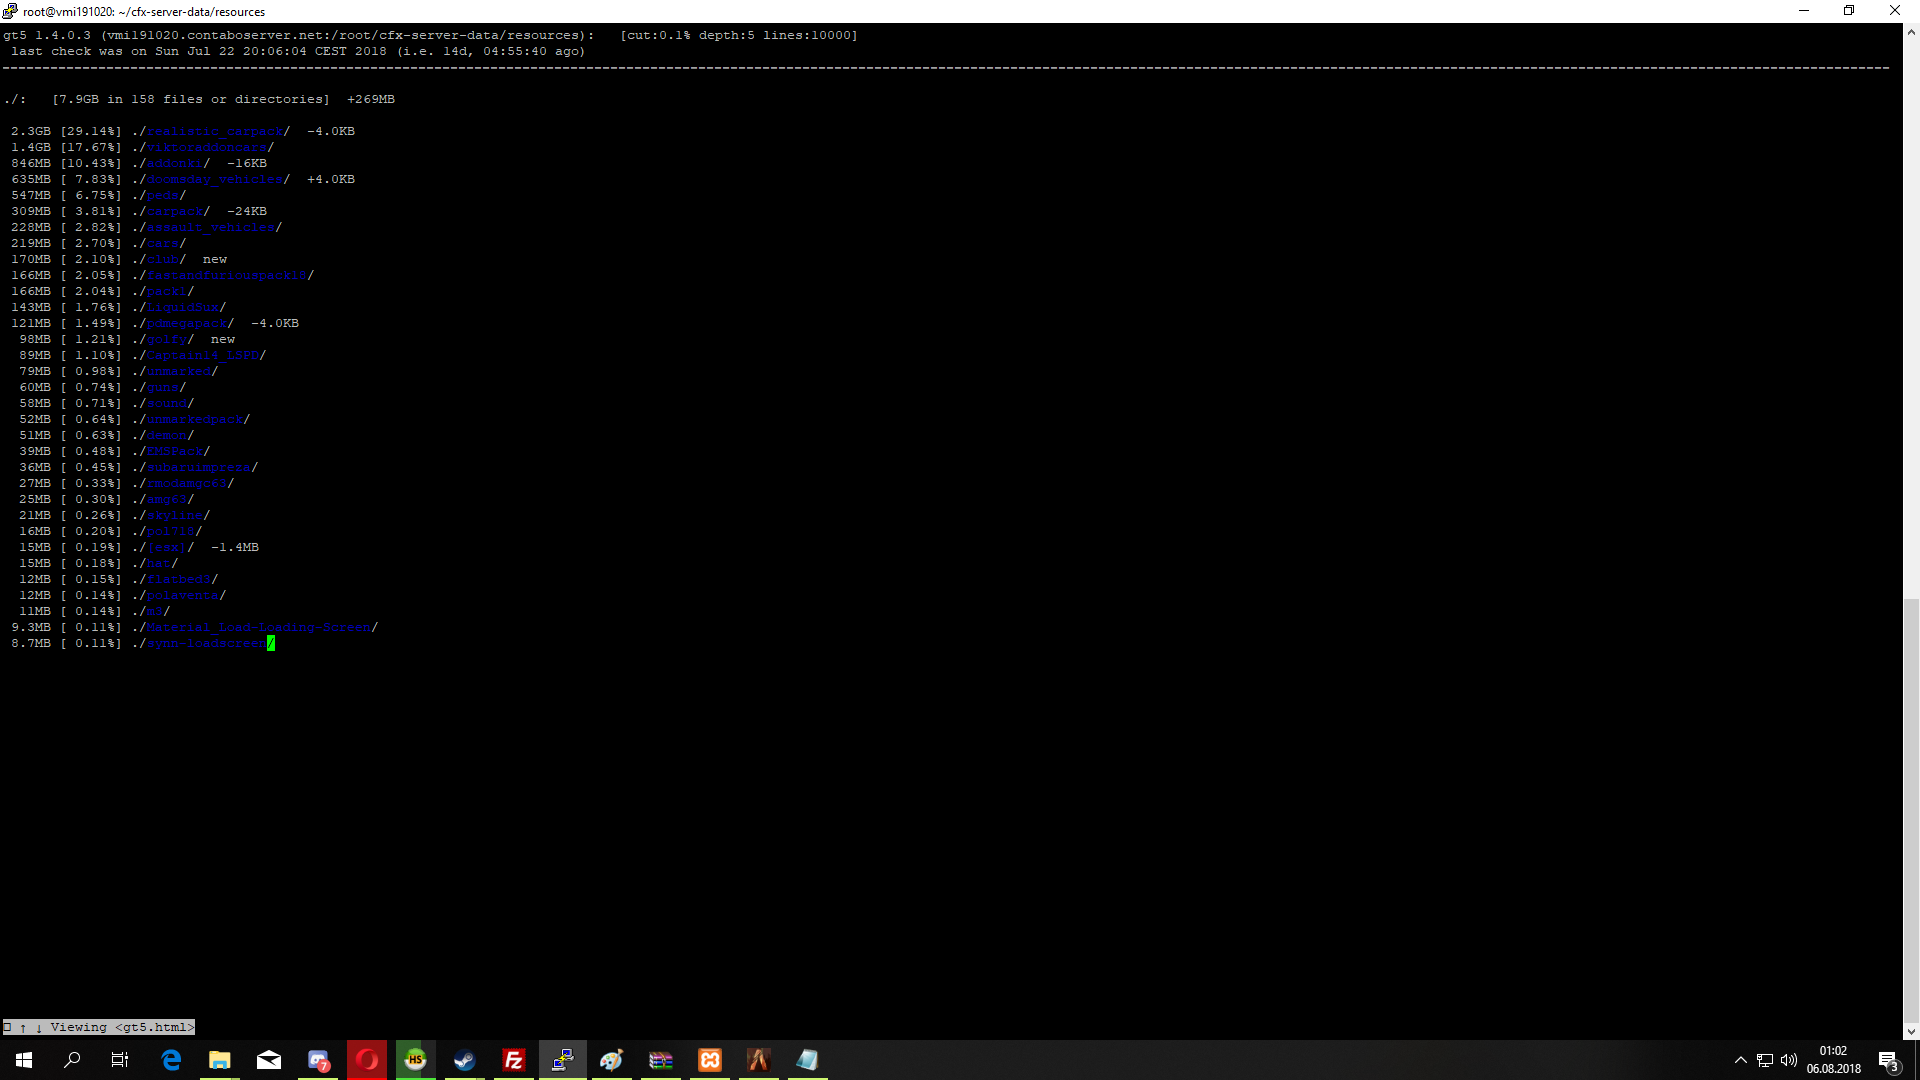 root@vmi191020: ~/cfx-server-data/resources
gt5 1.4.0.3 (vmi191020.contaboserver.net:/root/cfx-server-data/resources):   [cut:0.1% depth:5 lines:10000]
last check was on Sun Jul 22 20:06:04 CEST 2018 (i.e. 14d, 04:55:40 ago)
./:   [7.9GB in 158 files or directories]  +269MB
2.3GB [29.14%] ./realistic_carpack/  -4.0KB
1.4GB [17.67%] ./viktoraddoncars/
846MB [10.43%] ./addonki/  -16KB
635MB [ 7.83%] ./doomsday_vehicles/  +4.0KB
547MB [ 6.75%] ./peds/
309MB [ 3.81%] ./carpack/  -24KB
228MB [ 2.82%] ./assault_vehicles/
219MB [ 2.70%] ./cars/
170MB [ 2.10%] ./club/  new
166MB [ 2.05%] ./fastandfuriouspack18/
166MB [ 2.04%] ./pack1/
143MB [ 1.76%] ./LiquidSux/
121MB [ 1.49%] ./pdmegapack/  -4.0KB
98MB [ 1.21%] ./golfy/  new
89MB [ 1.10%] ./Captain14_LSPD/
79MB [ 0.98%] ./unmarked/
60MB [ 0.74%] ./guns/
58MB [ 0.71%] ./sound/
52MB [ 0.64%] ./unmarkedpack/
51MB [ 0.63%] ./demon/
39MB [ 0.48%] ./EMSPack/
36MB [ 0.45%] ./subaruimpreza/
27MB [ 0.33%] ./rmodamgc63/
25MB [ 0.30%] ./amg63/
21MB [ 0.26%] ./skyline/
16MB [ 0.20%] ./pol718/
15MB [ 0.19%] ./[esx]/  -1.4MB
15MB [ 0.18%] ./hat/
12MB [ 0.15%] ./flatbed3/
12MB [ 0.14%] ./polaventa/
11MB [ 0.14%]
9.3MB [ 0.11%] ./Material_Load-Loading-Screen/
8.7MB [ 0.11%] ./synn-loadscreen/
↑ ↓ Viewing <gt5.html>
7
HS
Fz
01:02
06.08.2018
3